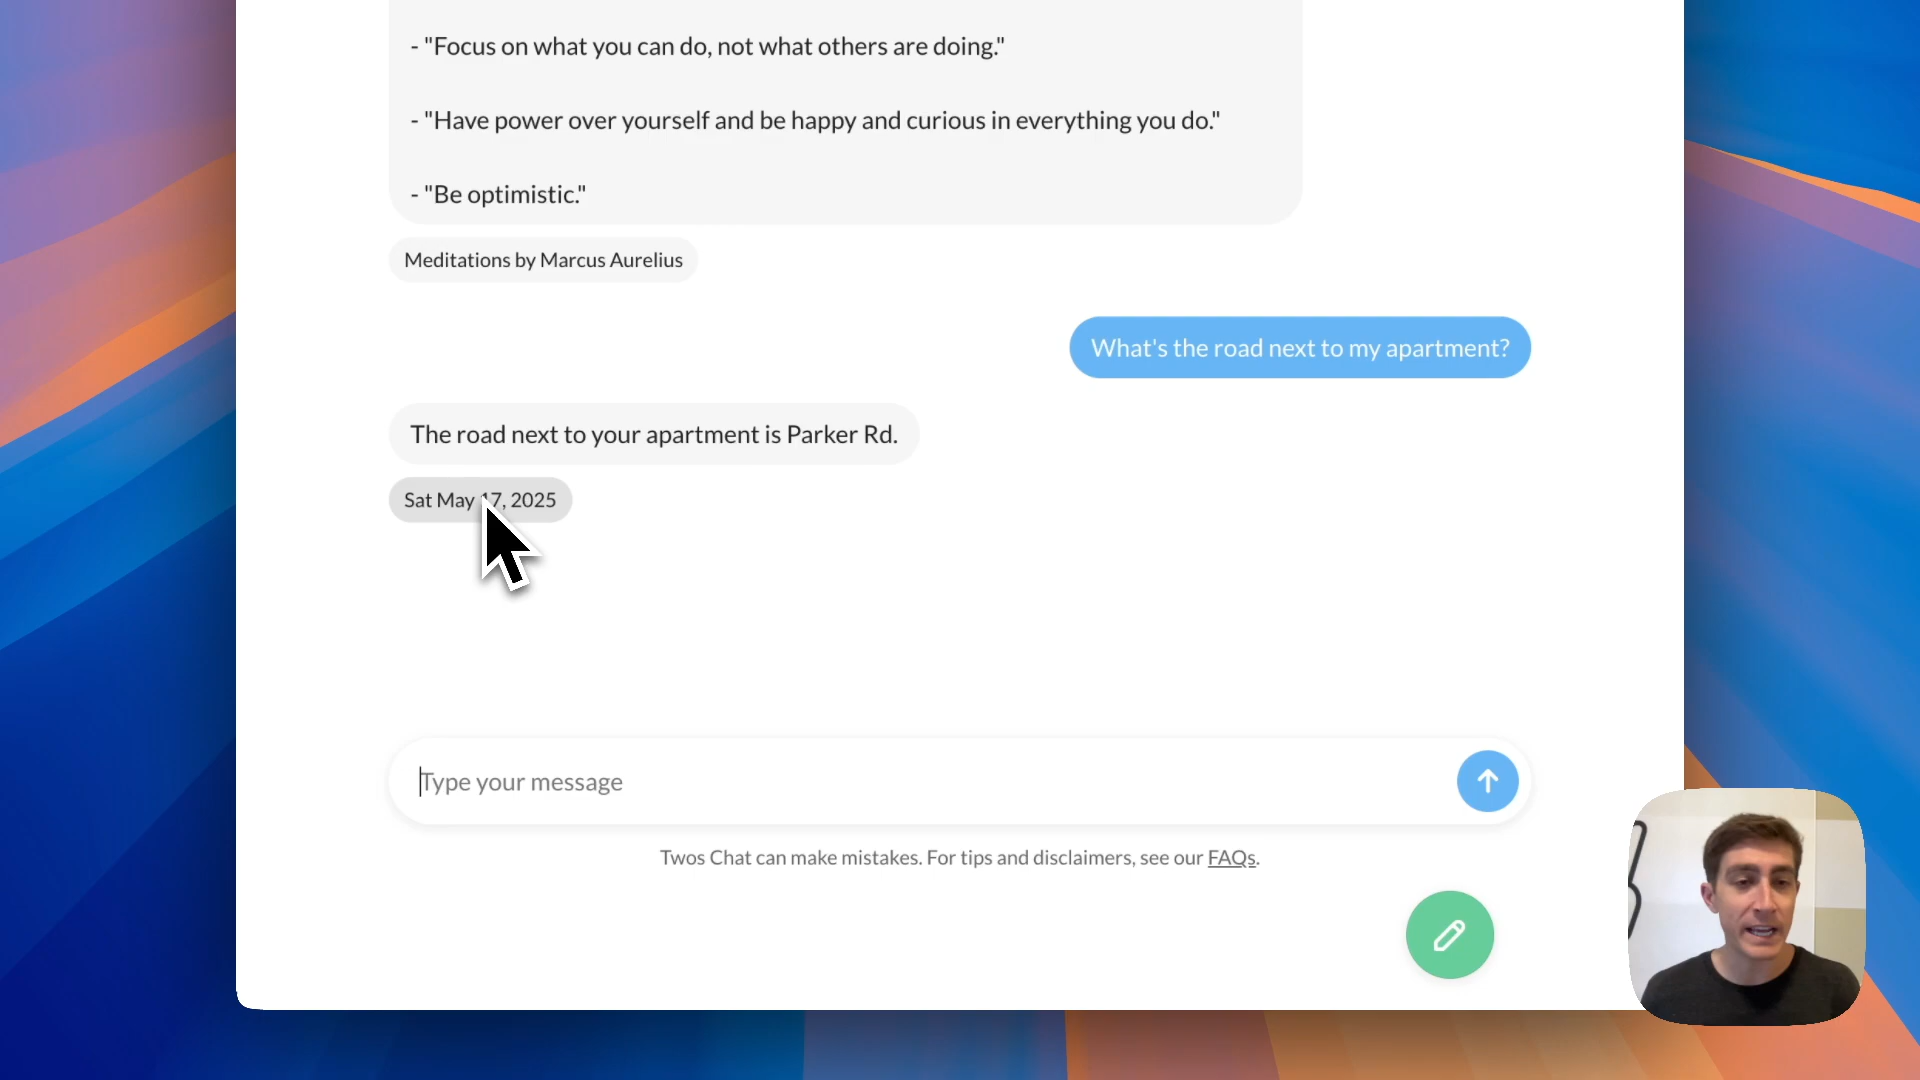 - "Focus on what you can do, not what others are doing."
- "Have power over yourself and be happy and curious in everything you do."
- "Be optimistic."
Meditations by Marcus Aurelius
What's the road next to my apartment?
The road next to your apartment is Parker Rd.
Sat May 17, 2025
Type your message
Twos Chat can make mistakes. For tips and disclaimers, see our FAQs.